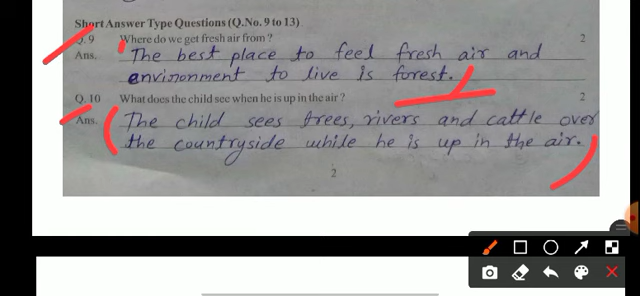 Short Answer Type Questions (Q.No. 9 to 13)
Q.9 Where do we get fresh air from ? 2
Ans. The best place to feel fresh air and
environment to live is forest.
Q.10 What does the child see when he is up in the air ? 2
Ans. The child sees trees, rivers and cattle over
the countryside while he is up in the air.
2